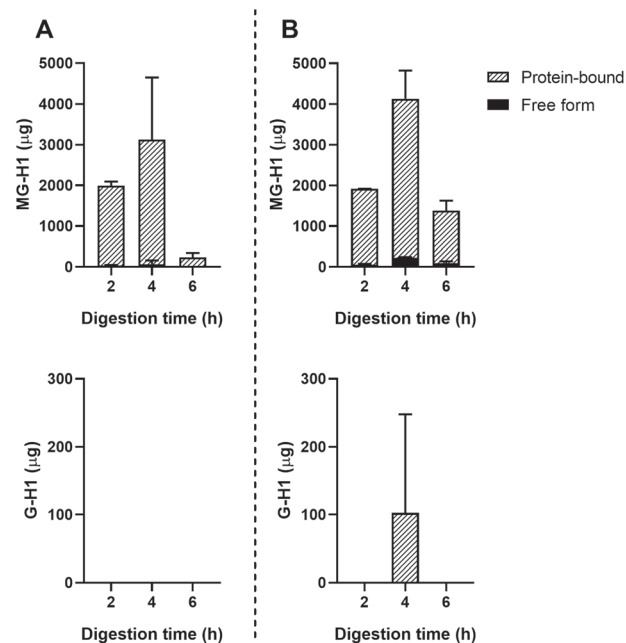 A
B
Protein-bound
Free form
5000
4000
3000
2000
1000
0
MG-H1 (μg)
2 4 6
Digestion time (h)
5000
4000
3000
2000
1000
0
MG-H1 (μg)
2 4 6
Digestion time (h)
300
200
100
0
G-H1 (μg)
2 4 6
Digestion time (h)
300
200
100
0
G-H1 (μg)
2 4 6
Digestion time (h)